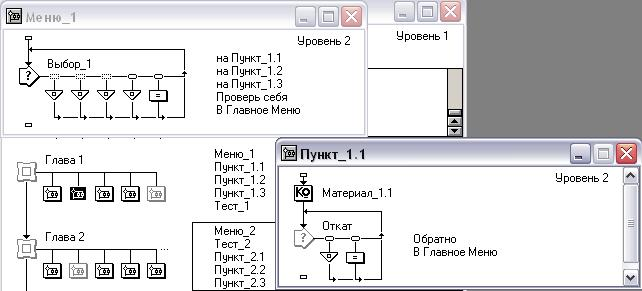 Меню_1
Уровень 2
Выбор_1
на Пункт_1.1
на Пункт_1.2
на Пункт_1.3
Проверь себя
В Главное Меню
Уровень 1
Глава 1
Меню_1
Пункт_1.1
Пункт_1.2
Пункт_1.3
Тест_1
Глава 2
Меню_2
Тест_2
Пункт_2.1
Пункт_2.2
Пункт_2.3
Пункт_1.1
Уровень 2
КО
Материал_1.1
Откат
?
Обратно
В Главное Меню